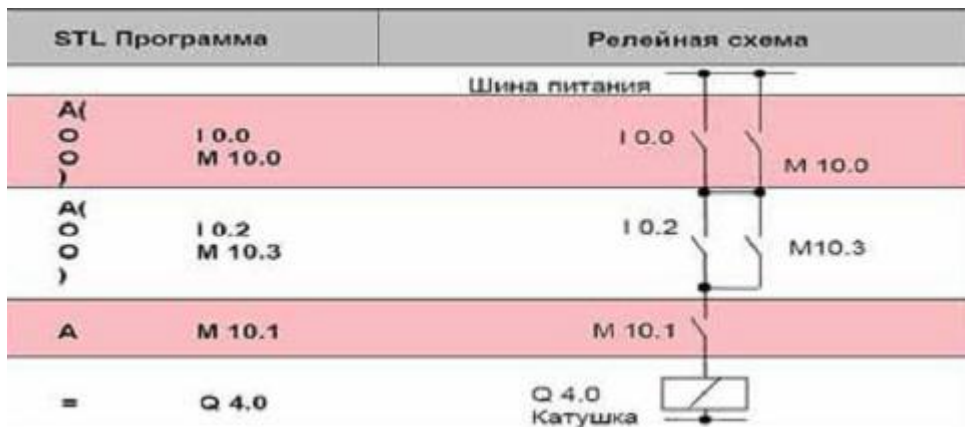 STL Программа
Релейная схема
Шина питания
A(
O I 0.0
O M 10.0
)
I 0.0
M 10.0
A(
O I 0.2
O M 10.3
)
I 0.2
M10.3
A M 10.1
M 10.1
= Q 4.0
Q 4.0
Катушка